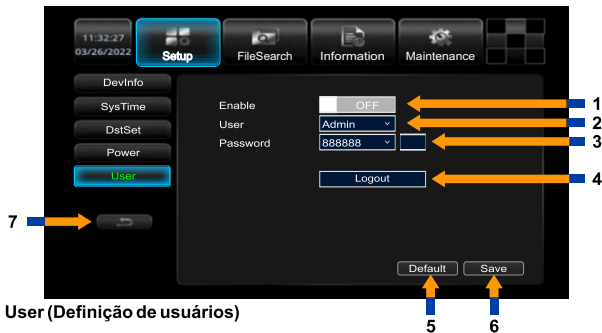 11:32:27
03/26/2022
Setup
FileSearch
Information
Maintenance
DevInfo
SysTime
DstSet
Power
User
Enable
OFF
1
User
Admin
2
Password
888888
3
Logout
4
7
Default
Save
User (Definição de usuários)
5
6